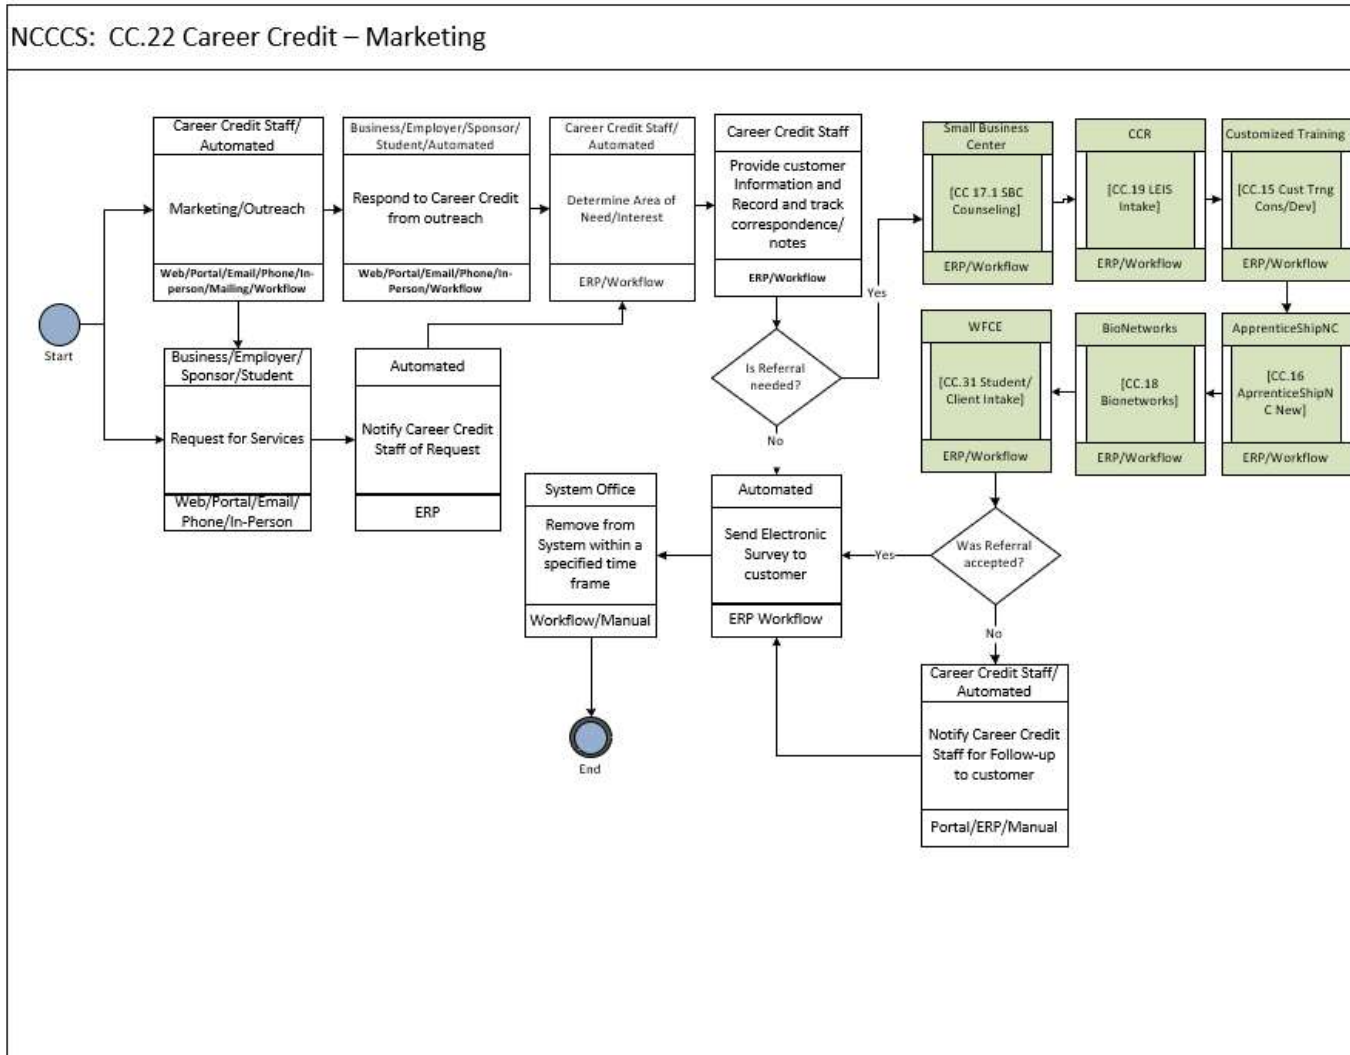 NCCCS:  CC.22 Career Credit – Marketing
Career Credit Staff/
Automated
Marketing/Outreach
Web/Portal/Email/Phone/In-
person/Mailing/Workflow
Business/Employer/Sponsor/
Student/Automated
Respond to Career Credit
from outreach
Web/Portal/Email/Phone/In-
Person/Workflow
Career Credit Staff/
Automated
Determine Area of
Need/Interest
ERP/Workflow
Career Credit Staff
Provide customer
Information and
Record and track
correspondence/
notes
ERP/Workflow
Small Business
Center
[CC 17.1 SBC
Counseling]
ERP/Workflow
CCR
[CC.19 LEIS
Intake]
ERP/Workflow
Customized Training
[CC.15 Cust Trng
Cons/Dev]
ERP/Workflow
Yes
Start
Business/Employer/
Sponsor/Student
Request for Services
Web/Portal/Email/
Phone/In-Person
Automated
Notify Career Credit
Staff of Request
ERP
Is Referral
needed?
No
WFCE
[CC.31 Student/
Client Intake]
ERP/Workflow
BioNetworks
[CC.18
Bionetworks]
ERP/Workflow
ApprenticeShipNC
[CC.16
AprrenticeShipN
C New]
ERP/Workflow
System Office
Remove from
System within a
specified time
frame
Workflow/Manual
Automated
Send Electronic
Survey to
customer
ERP Workflow
Yes
Was Referral
accepted?
No
Career Credit Staff/
Automated
Notify Career Credit
Staff for Follow-up
to customer
Portal/ERP/Manual
End